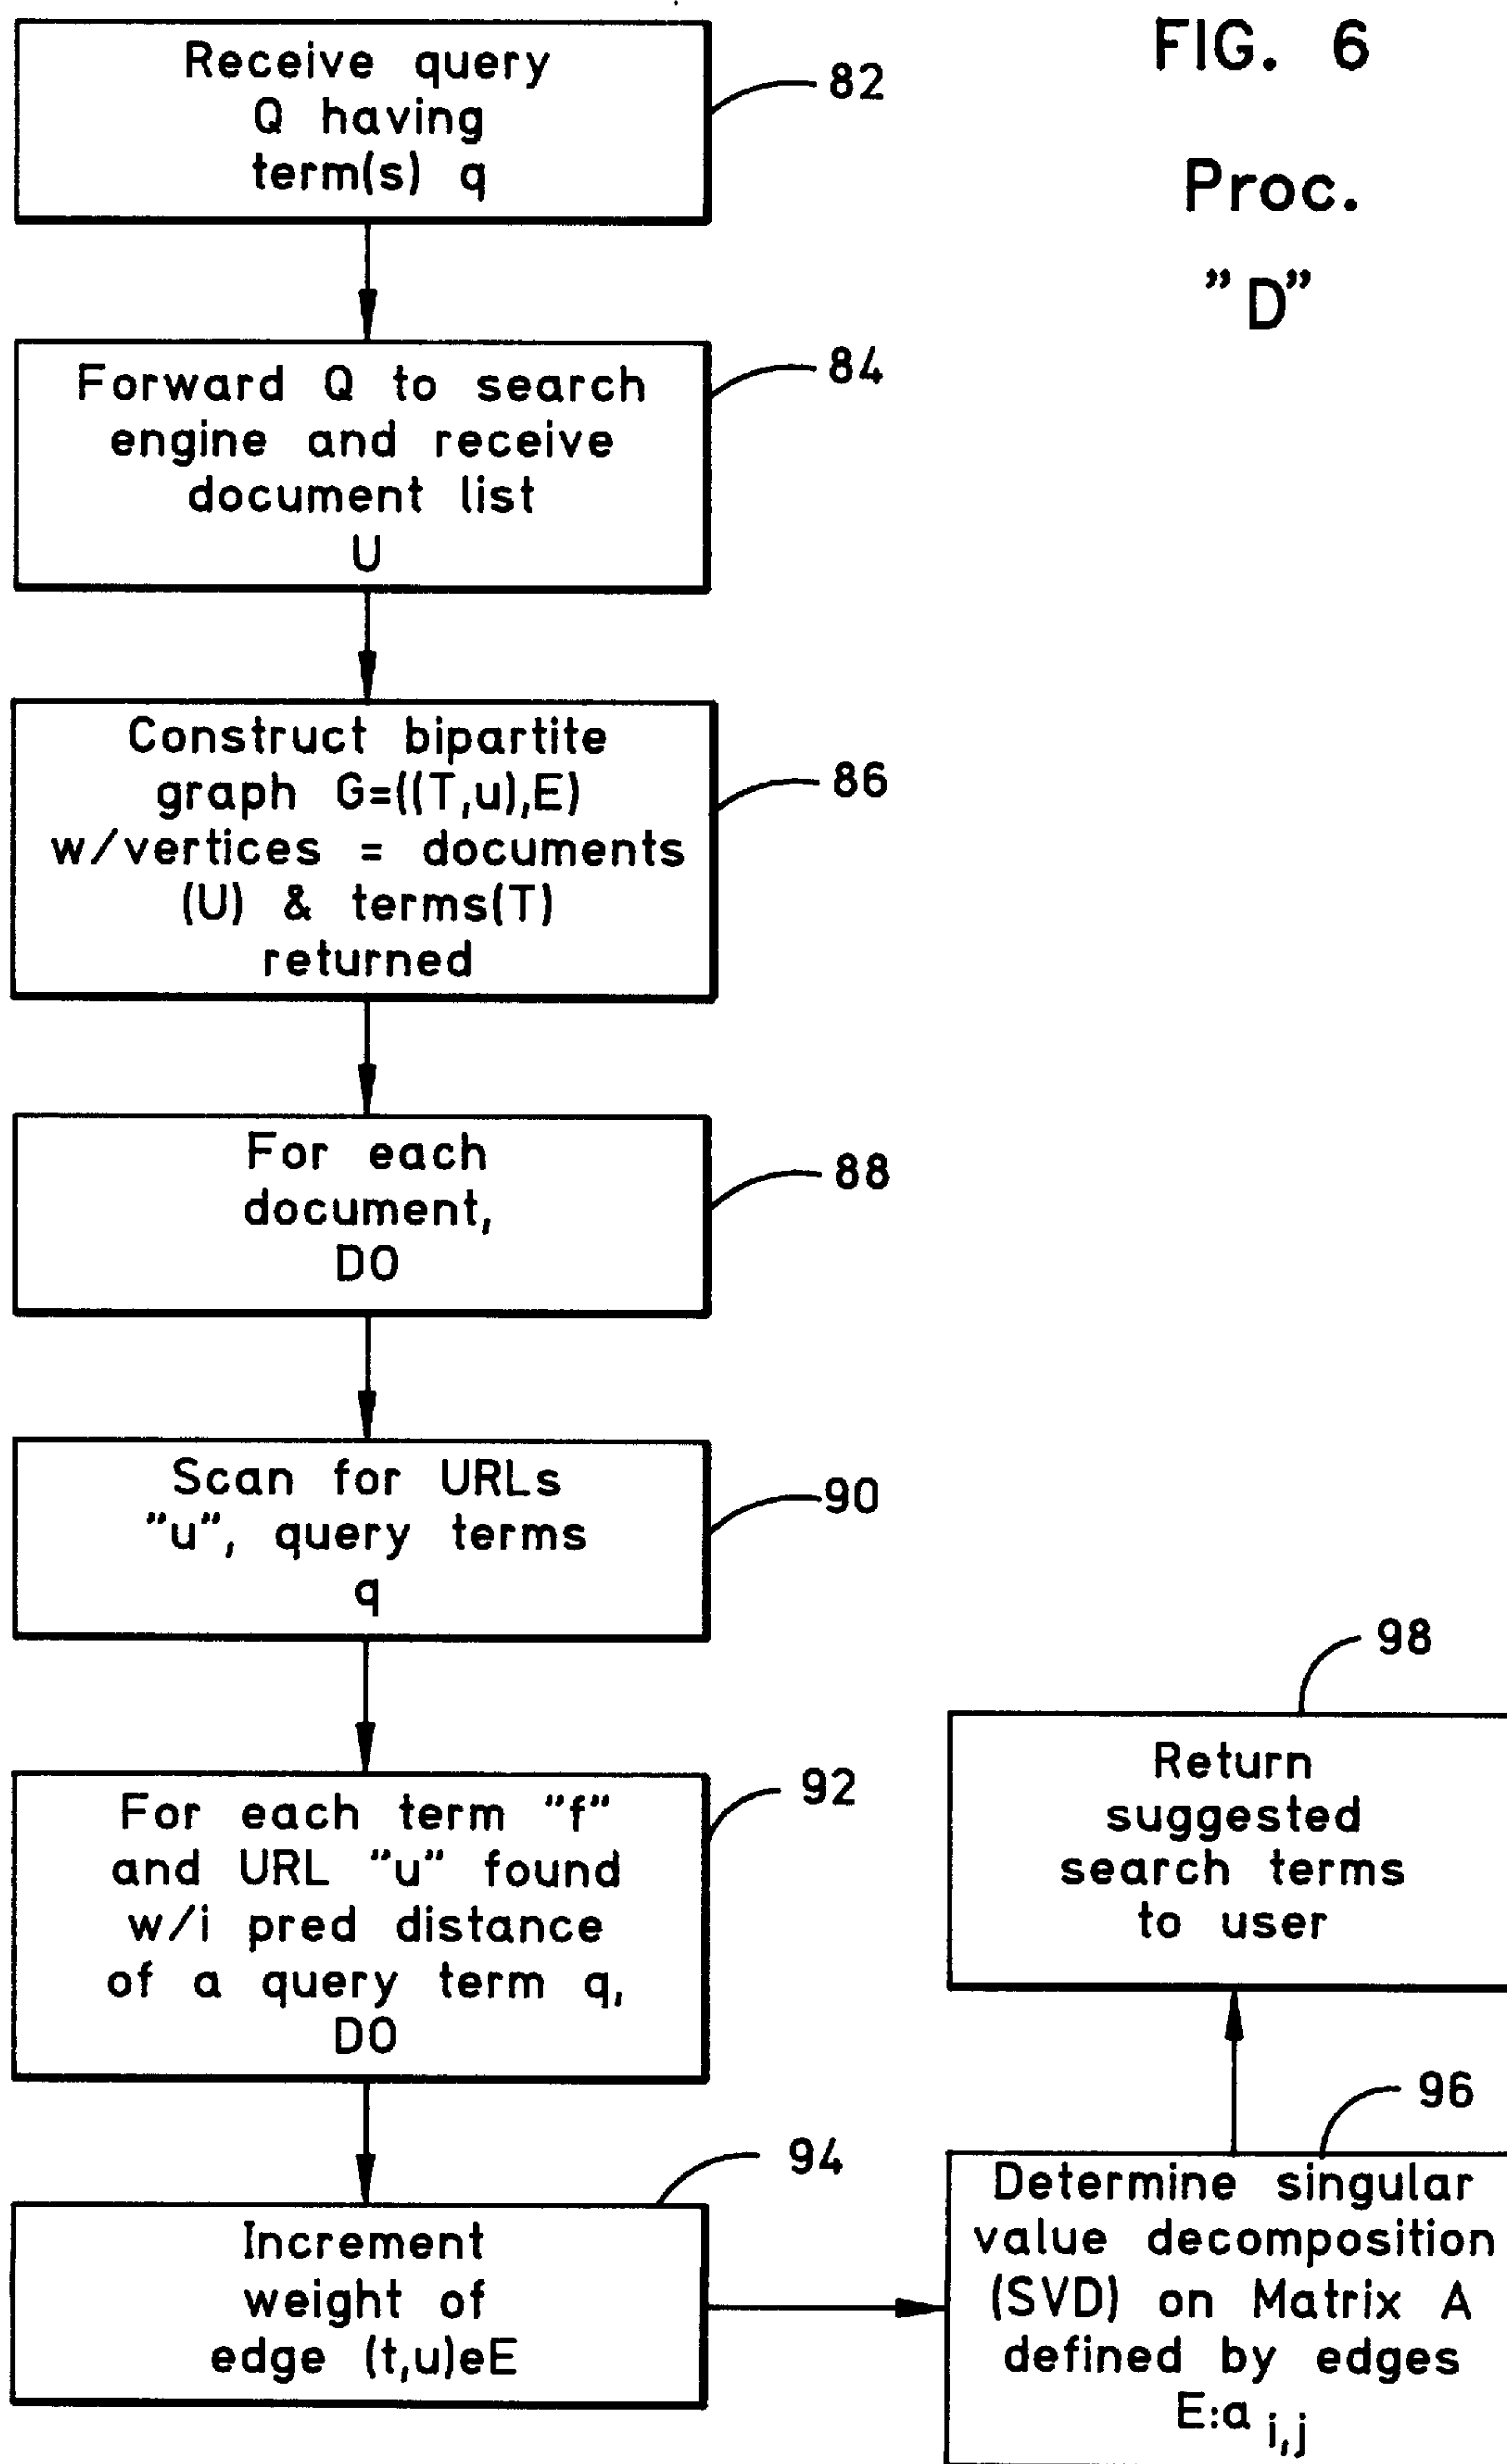 FIG. 6
Proc.
"D"
Receive query
Q having
term(s) q
82
Forward Q to search
engine and receive
document list
U
84
Construct bipartite
graph G=((T,u),E)
w/vertices = documents
(U) & terms(T)
returned
86
For each
document,
DO
88
Scan for URLs
"u", query terms
q
90
For each term "f"
and URL "u" found
w/i pred distance
of a query term q,
DO
92
Increment
weight of
edge (t,u)eE
94
Determine singular
value decomposition
(SVD) on Matrix A
defined by edges
E:a i,j
96
Return
suggested
search terms
to user
98